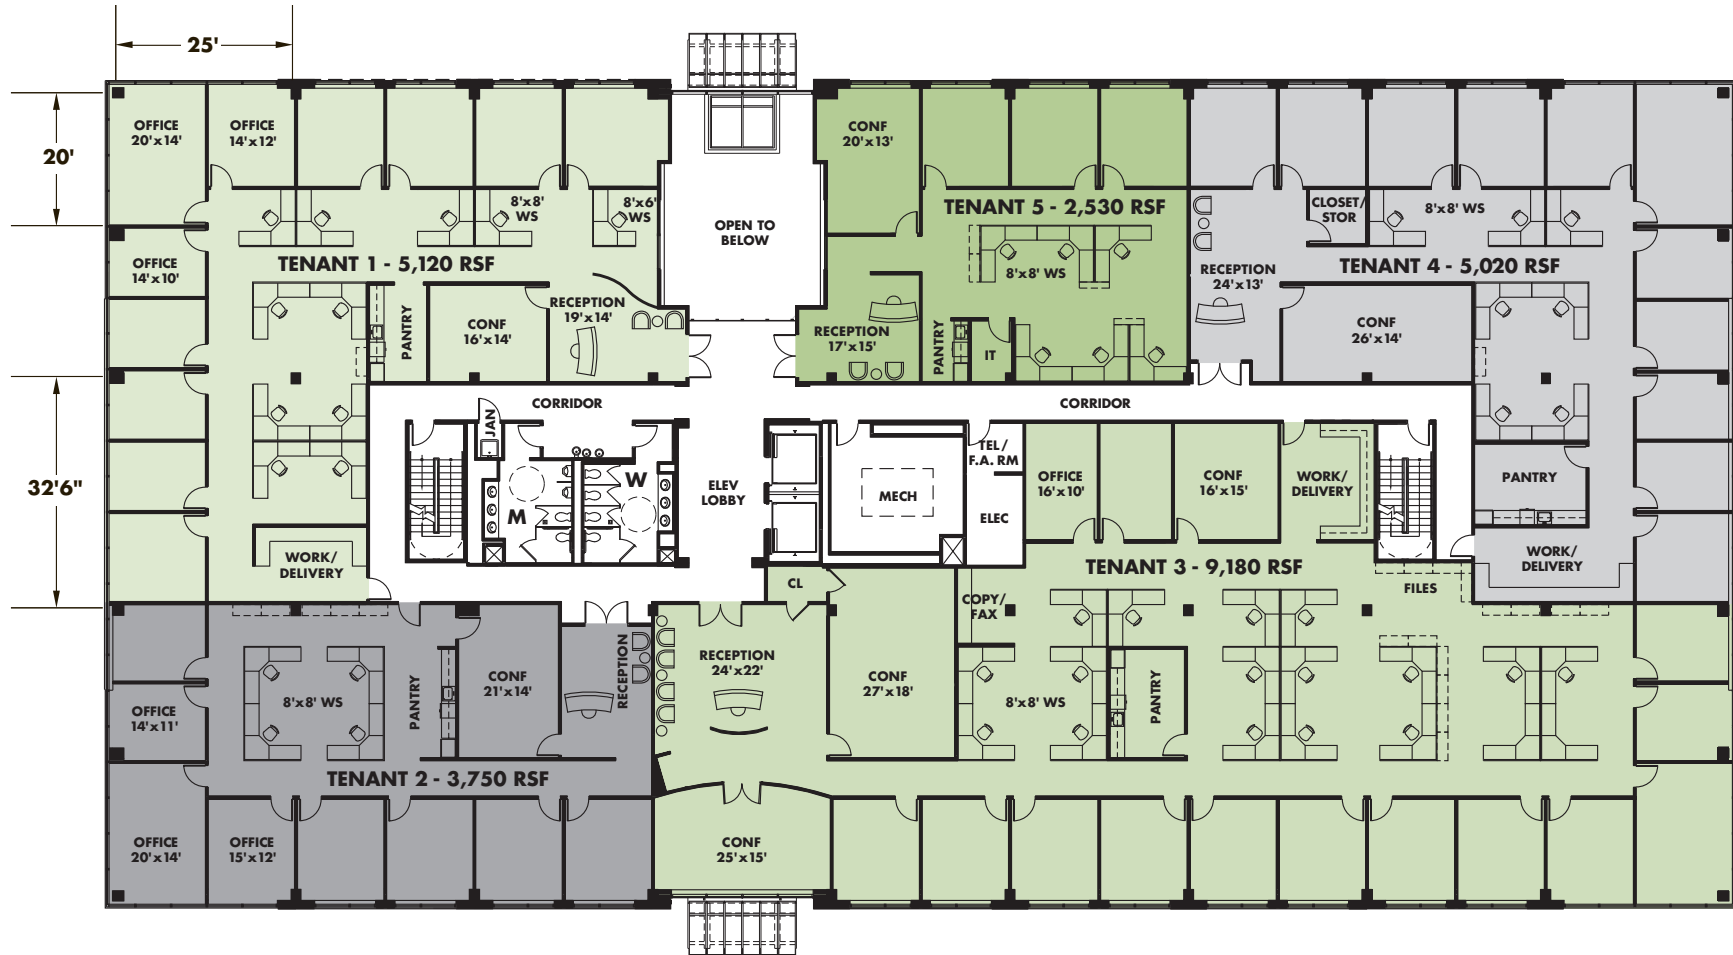 25'
20'
32'6"
OFFICE
20'x14'
OFFICE
14'x12'
8'x8'
WS
8'x6'
WS
OFFICE
14'x10'
TENANT 1 - 5,120 RSF
PANTRY
CONF
16'x14'
RECEPTION
19'x14'
WORK/
DELIVERY
OPEN TO
BELOW
CONF
20'x13'
TENANT 5 - 2,530 RSF
8'x8' WS
RECEPTION
17'x15'
PANTRY
IT
CLOSET/
STOR
8'x8' WS
RECEPTION
24'x13'
TENANT 4 - 5,020 RSF
CONF
26'x14'
PANTRY
WORK/
DELIVERY
CORRIDOR
CORRIDOR
JAN
M
W
ELEV
LOBBY
MECH
TEL/
F.A. RM
ELEC
OFFICE
16'x10'
CONF
16'x15'
WORK/
DELIVERY
TENANT 3 - 9,180 RSF
FILES
CL
COPY/
FAX
RECEPTION
24'x22'
CONF
27'x18'
8'x8' WS
PANTRY
CONF
25'x15'
OFFICE
14'x11'
8'x8' WS
PANTRY
CONF
21'x14'
RECEPTION
TENANT 2 - 3,750 RSF
OFFICE
20'x14'
OFFICE
15'x12'